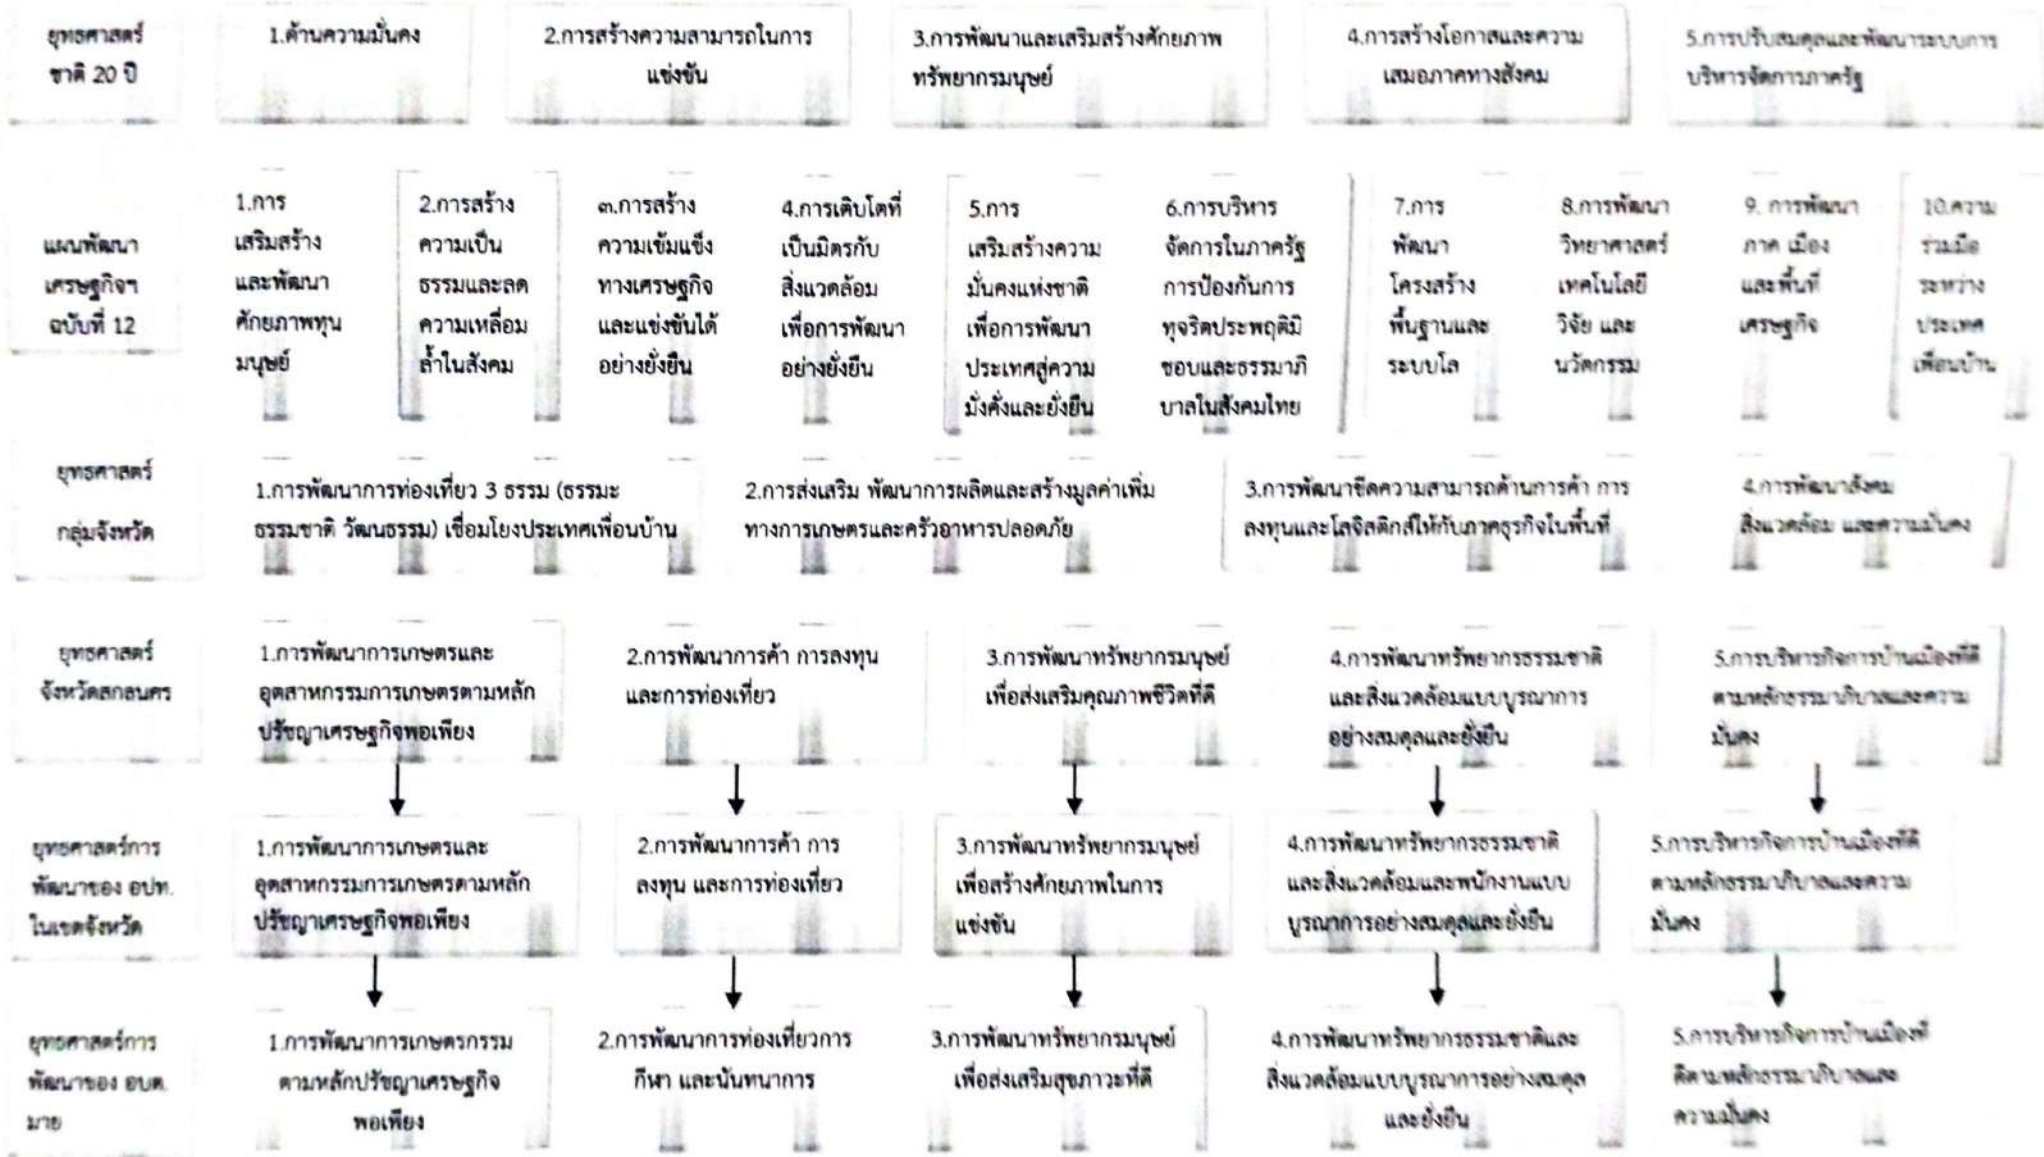 ยุทธศาสตร์
ชาติ 20 ปี
1.ด้านความมั่นคง
2.การสร้างความสามารถในการ
แข่งขัน
3.การพัฒนาและเสริมสร้างศักยภาพ
ทรัพยากรมนุษย์
4.การสร้างโอกาสและความ
เสมอภาคทางสังคม
5.การปรับสมดุลและพัฒนาระบบการ
บริหารจัดการภาครัฐ
แผนพัฒนา
เศรษฐกิจฯ
ฉบับที่ 12
1.การ
เสริมสร้าง
และพัฒนา
ศักยภาพทุน
มนุษย์
2.การสร้าง
ความเป็น
ธรรมและลด
ความเหลื่อม
ล้ำในสังคม
๓.การสร้าง
ความเข้มแข็ง
ทางเศรษฐกิจ
และแข่งขันได้
อย่างยั่งยืน
4.การเติบโตที่
เป็นมิตรกับ
สิ่งแวดล้อม
เพื่อการพัฒนา
อย่างยั่งยืน
5.การ
เสริมสร้างความ
มั่นคงแห่งชาติ
เพื่อการพัฒนา
ประเทศสู่ความ
มั่งคั่งและยั่งยืน
6.การบริหาร
จัดการในภาครัฐ
การป้องกันการ
ทุจริตประพฤติมิ
ชอบและธรรมาภิ
บาลในสังคมไทย
7.การ
พัฒนา
โครงสร้าง
พื้นฐานและ
ระบบโล
8.การพัฒนา
วิทยาศาสตร์
เทคโนโลยี
วิจัย และ
นวัตกรรม
9. การพัฒนา
ภาค เมือง
และพื้นที่
เศรษฐกิจ
10.ความ
ร่วมมือ
ระหว่าง
ประเทศ
เพื่อนบ้าน
ยุทธศาสตร์
กลุ่มจังหวัด
1.การพัฒนาการท่องเที่ยว 3 ธรรม (ธรรมะ
ธรรมชาติ วัฒนธรรม) เชื่อมโยงประเทศเพื่อนบ้าน
2.การส่งเสริม พัฒนาการผลิตและสร้างมูลค่าเพิ่ม
ทางการเกษตรและครัวอาหารปลอดภัย
3.การพัฒนาขีดความสามารถด้านการค้า การ
ลงทุนและโลจิสติกส์ให้กับภาคธุรกิจในพื้นที่
4.การพัฒนาสังคม
สิ่งแวดล้อม และความมั่นคง
ยุทธศาสตร์
จังหวัดสกลนคร
1.การพัฒนาการเกษตรและ
อุตสาหกรรมการเกษตรตามหลัก
ปรัชญาเศรษฐกิจพอเพียง
2.การพัฒนาการค้า การลงทุน
และการท่องเที่ยว
3.การพัฒนาทรัพยากรมนุษย์
เพื่อส่งเสริมคุณภาพชีวิตที่ดี
4.การพัฒนาทรัพยากรธรรมชาติ
และสิ่งแวดล้อมแบบบูรณาการ
อย่างสมดุลและยั่งยืน
5.การบริหารกิจการบ้านเมืองที่ดี
ตามหลักธรรมาภิบาลและความ
มั่นคง
ยุทธศาสตร์การ
พัฒนาของ อปท.
ในเขตจังหวัด
1.การพัฒนาการเกษตรและ
อุตสาหกรรมการเกษตรตามหลัก
ปรัชญาเศรษฐกิจพอเพียง
2.การพัฒนาการค้า การ
ลงทุน และการท่องเที่ยว
3.การพัฒนาทรัพยากรมนุษย์
เพื่อสร้างศักยภาพในการ
แข่งขัน
4.การพัฒนาทรัพยากรธรรมชาติ
และสิ่งแวดล้อมและพนักงานแบบ
บูรณาการอย่างสมดุลและยั่งยืน
5.การบริหารกิจการบ้านเมืองที่ดี
ตามหลักธรรมาภิบาลและความ
มั่นคง
ยุทธศาสตร์การ
พัฒนาของ อบต.
มาย
1.การพัฒนาการเกษตรกรรม
ตามหลักปรัชญาเศรษฐกิจ
พอเพียง
2.การพัฒนาการท่องเที่ยวการ
กีฬา และนันทนาการ
3.การพัฒนาทรัพยากรมนุษย์
เพื่อส่งเสริมสุขภาวะที่ดี
4.การพัฒนาทรัพยากรธรรมชาติและ
สิ่งแวดล้อมแบบบูรณาการอย่างสมดุล
และยั่งยืน
5.การบริหารกิจการบ้านเมืองที่
ดีตามหลักธรรมาภิบาลและ
ความมั่นคง